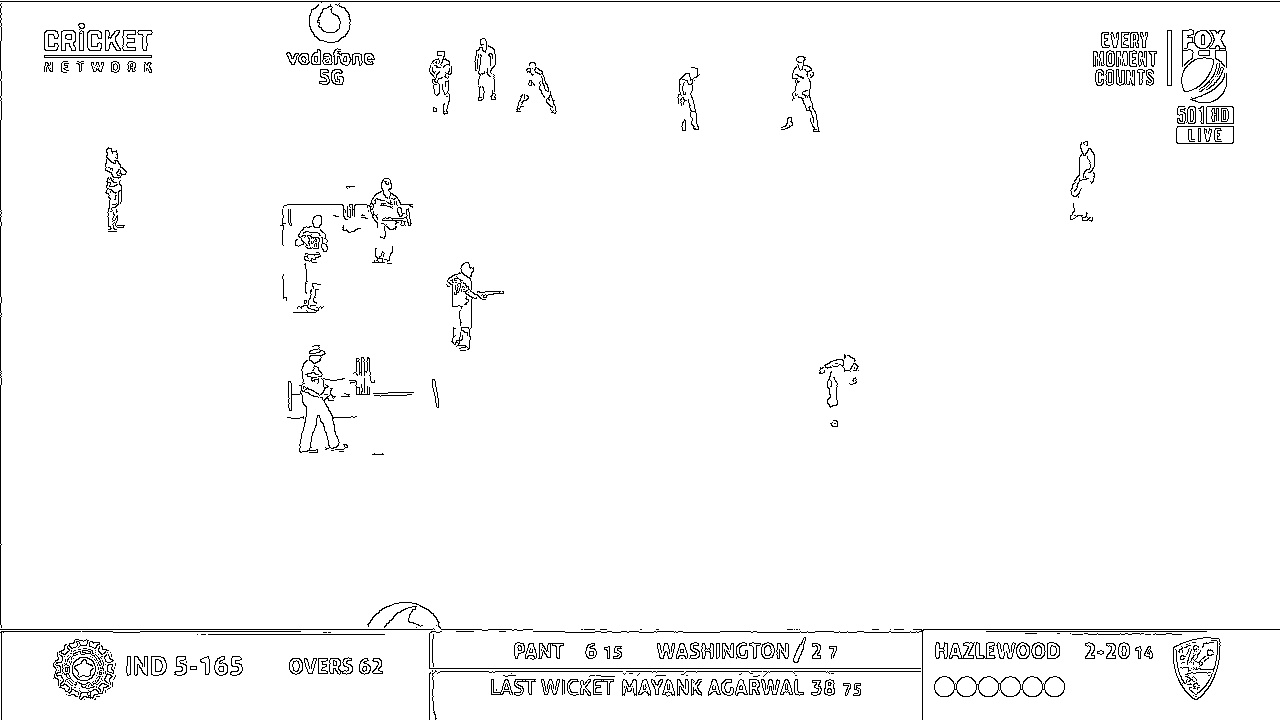 CRICKET
NETWORK
vodafone
5G
EVERY
MOMENT
COUNTS
FOX
501 HD
LIVE
IND 5-165 OVERS 62
PANT 6 15 WASHINGTON 2 7
LAST WICKET MAYANK AGARWAL 38 75
HAZLEWOOD 2-20 14